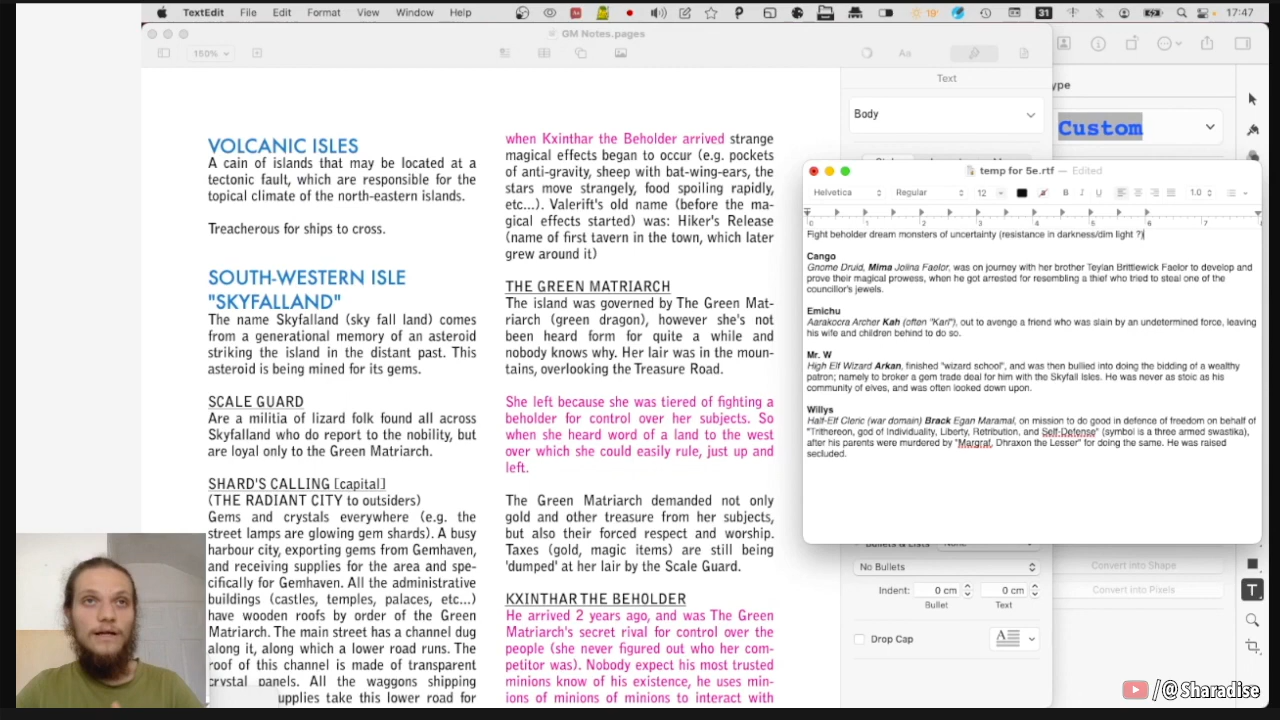 TextEdit File Edit Format View Window Help 19° 31 17:47
GM Notes.pages
150%
Text
Body
ype
Custom
VOLCANIC ISLES
A cain of islands that may be located at a
tectonic fault, which are responsible for the
topical climate of the north-eastern islands.
Treacherous for ships to cross.
SOUTH-WESTERN ISLE
"SKYFALLAND"
The name Skyfalland (sky fall land) comes
from a generational memory of an asteroid
striking the island in the distant past. This
asteroid is being mined for its gems.
SCALE GUARD
Are a militia of lizard folk found all across
Skyfalland who do report to the nobility, but
are loyal only to the Germarch.
SHARD'S CALLING [capital]
(THE RADIANT CITY to outsiders)
Gems and crystals everywhere (e.g. the
street lamps are glowing gem shards). A busy
harbour city, exporting gems from Gemhaven,
and receiving supplies for the area and spe-
cifically for Gemhaven. All the administrative
buildings (castles, temples, palaces, etc...)
have wooden roofs by order of the Green
Matriarch. The main street has a channel dug
along it, along which a lower road runs. The
roof of this channel is made of transparent
crystal panels. All the waggons shipping
upplies take this lower road for
when Kxinthar the Beholder arrived strange
magical effects began to occur (e.g. pockets
of anti-gravity, sheep with bat-wing-ears, the
stars move strangely, food spoiling rapidly,
etc...). Valerift's old name (before the ma-
gical effects started) was: Hiker's Release
(name of first tavern in the town, which later
grew around it)
THE GREEN MATRIARCH
The island was governed by The Green Mat-
riarch (green dragon), however she's not
been heard form for quite a while and
nobody knows why. Her lair was in the moun-
tains, overlooking the Treasure Road.
She left because she was tiered of fighting a
beholder for control over her subjects. So
when she heard word of a land to the west
over which she could easily rule, just up and
left.
The Green Matriarch demanded not only
gold and other treasure from her subjects,
but also their forced respect and worship.
Taxes (gold, magic items) are still being
'dumped' at her lair by the Scale Guard.
KXINTHAR THE BEHOLDER
He arrived 2 years ago, and was The Green
Matriarch's secret rival for control over the
people (she never figured out who her com-
petitor was). Nobody expect his most trusted
minions know of his existence, he uses min-
ions of minions of minions to interact with
temp for 5e.rtf — Edited
Helvetica Regular 12 B I U 1.0
0 1 2 3 4 5 6 7
Fight beholder dream monsters of uncertainty (resistance in darkness/dim light ?)
Cango
Gnome Druid, Mima Joiina Faelor, was on journey with her brother Teylan Brittlewick Faelor to develop and
prove their magical prowess, when he got arrested for resembling a thief who tried to steal one of the
councillor's jewels.
Emichu
Aarakocra Archer Kah (often "Karl"), out to avenge a friend who was slain by an undetermined force, leaving
his wife and children behind to do so.
Mr. W
High Elf Wizard Arkan, finished "wizard school", and was then bullied into doing the bidding of a wealthy
patron; namely to broker a gem trade deal for him with the Skyfall Isles. He was never as stoic as his
community of elves, and was often looked down upon.
Willys
Half-Elf Cleric (war domain) Brack Egan Maramal, on mission to do good in defence of freedom on behalf of
"Trithereon, god of Individuality, Liberty, Retribution, and Self-Defense" (symbol is a three armed swastika),
after his parents were murdered by "Margraf, Dhraxon the Lesser" for doing the same. He was raised
secluded.
No Bullets
Indent: 0 cm 0 cm
Bullet Text
Drop Cap
Convert into Shape
Convert into Pixels
/@Sharadise